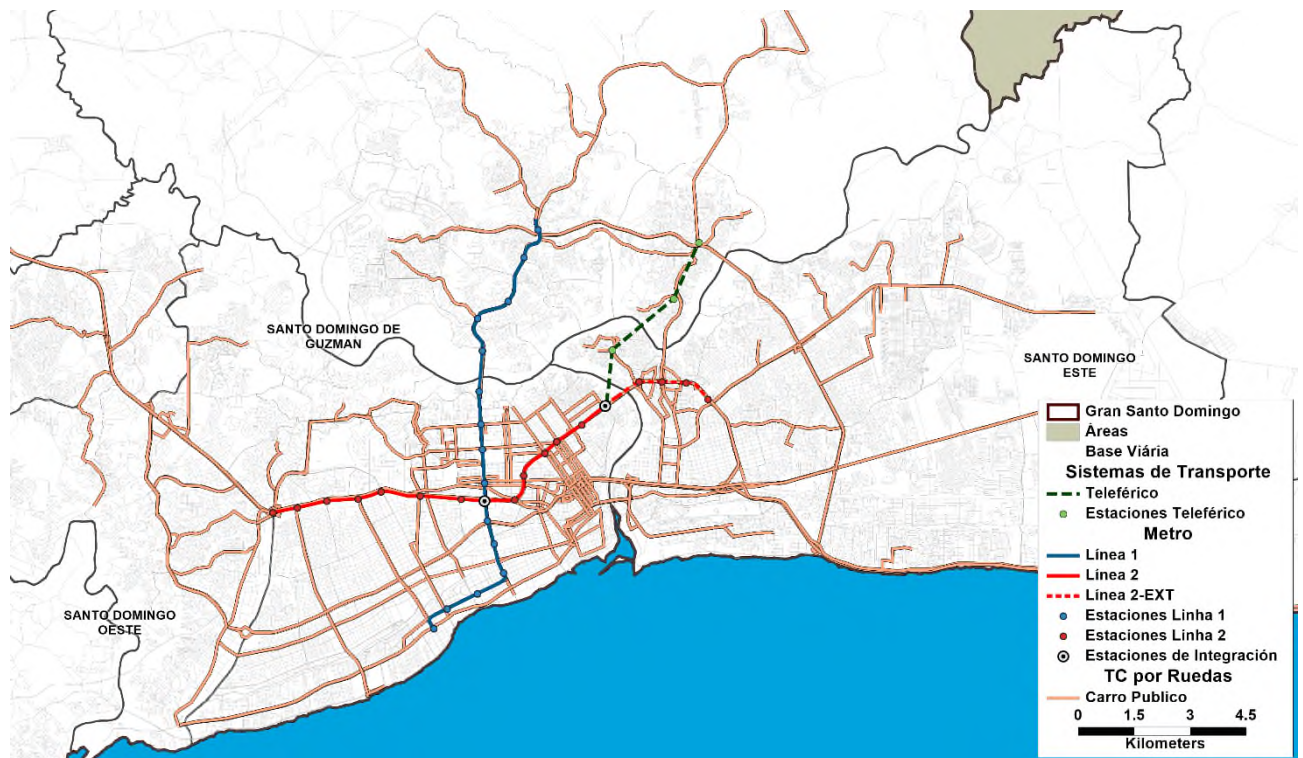 SANTO DOMINGO DE
GUZMAN
SANTO DOMINGO
ESTE
SANTO DOMINGO
OESTE
Gran Santo Domingo
Àreas
Base Viária
Sistemas de Transporte
Teleférico
Estaciones Teleférico
Metro
Línea 1
Línea 2
Línea 2-EXT
Estaciones Linha 1
Estaciones Linha 2
Estaciones de Integración
TC por Ruedas
Carro Publico
0 1.5 3 4.5
Kilometers